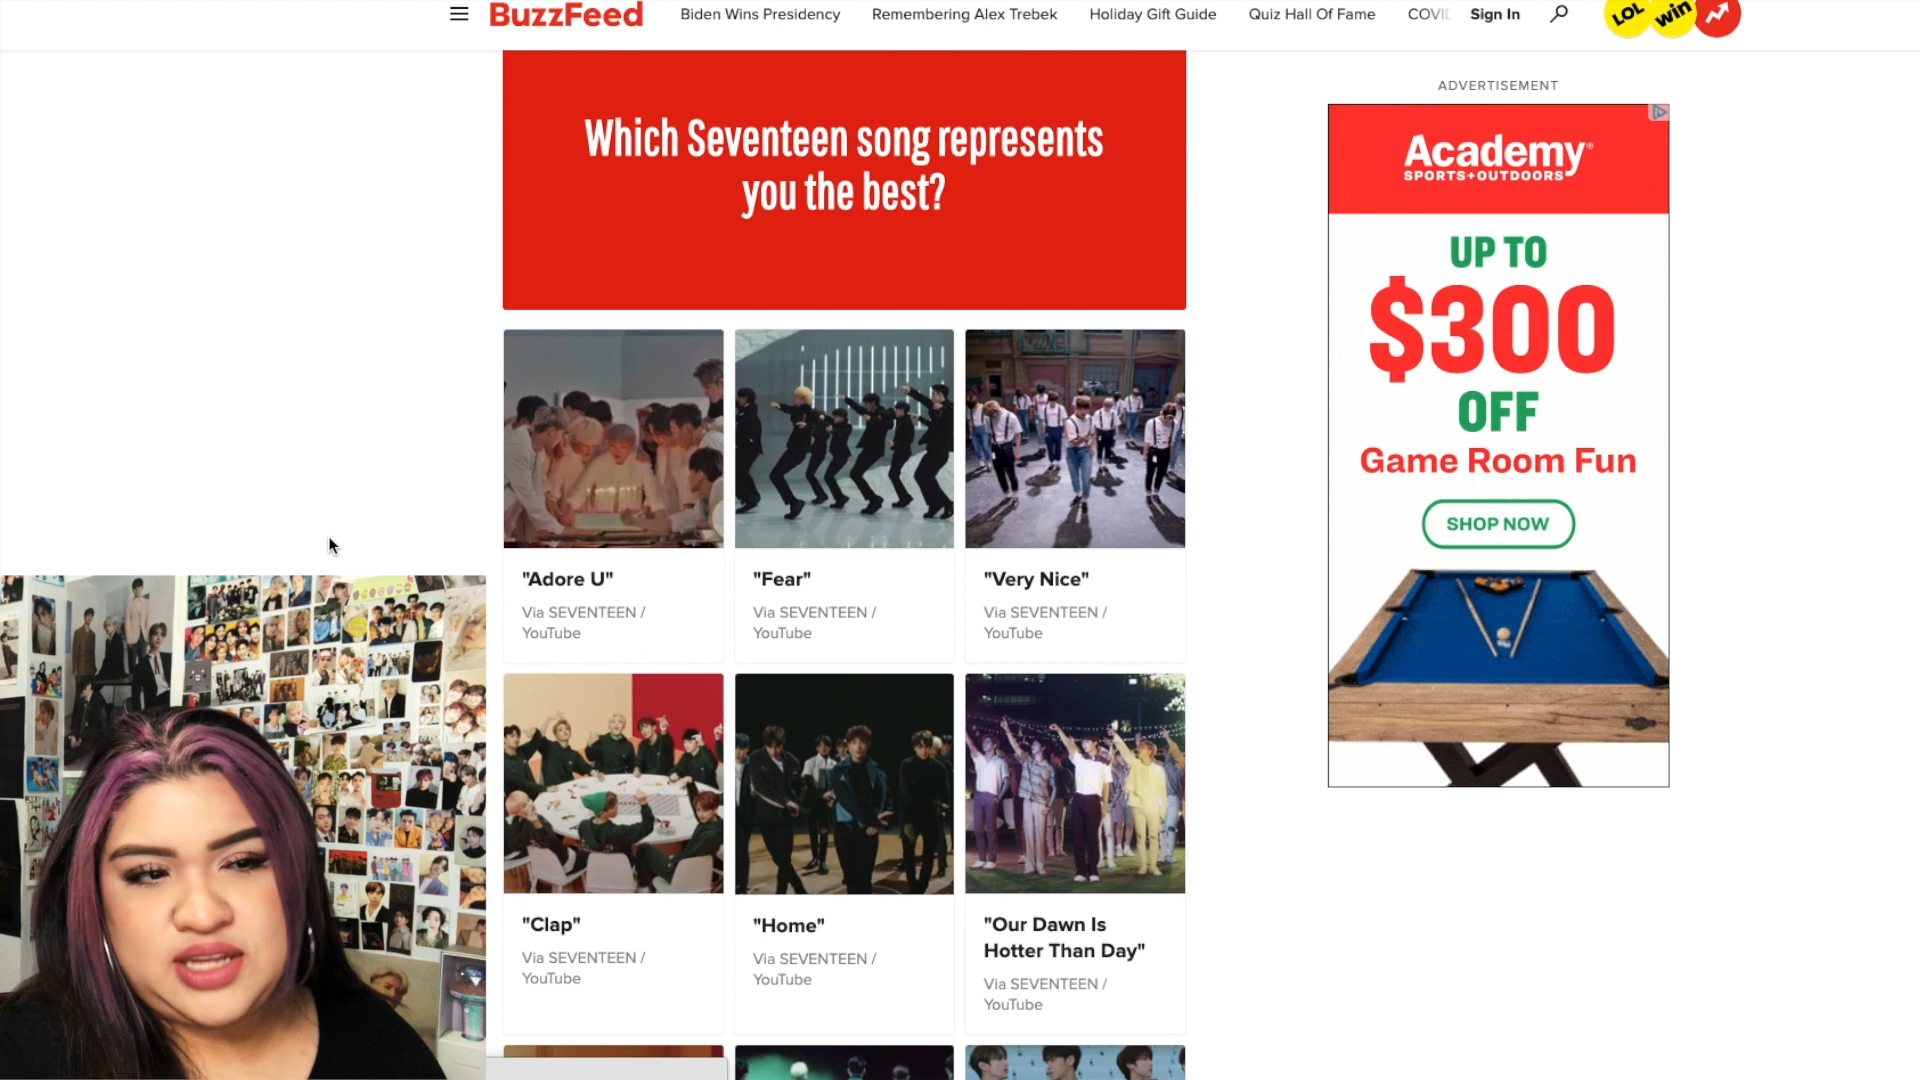 BuzzFeed
Biden Wins Presidency
Remembering Alex Trebek
Holiday Gift Guide
Quiz Hall Of Fame
COVID
Sign In
LOL
win
Which Seventeen song represents
you the best?
"Adore U"
Via SEVENTEEN /
YouTube
"Fear"
Via SEVENTEEN /
YouTube
"Very Nice"
Via SEVENTEEN /
YouTube
"Clap"
Via SEVENTEEN /
YouTube
"Home"
Via SEVENTEEN /
YouTube
"Our Dawn Is
Hotter Than Day"
Via SEVENTEEN /
YouTube
ADVERTISEMENT
Academy®
SPORTS+OUTDOORS
UP TO
$300
OFF
Game Room Fun
SHOP NOW